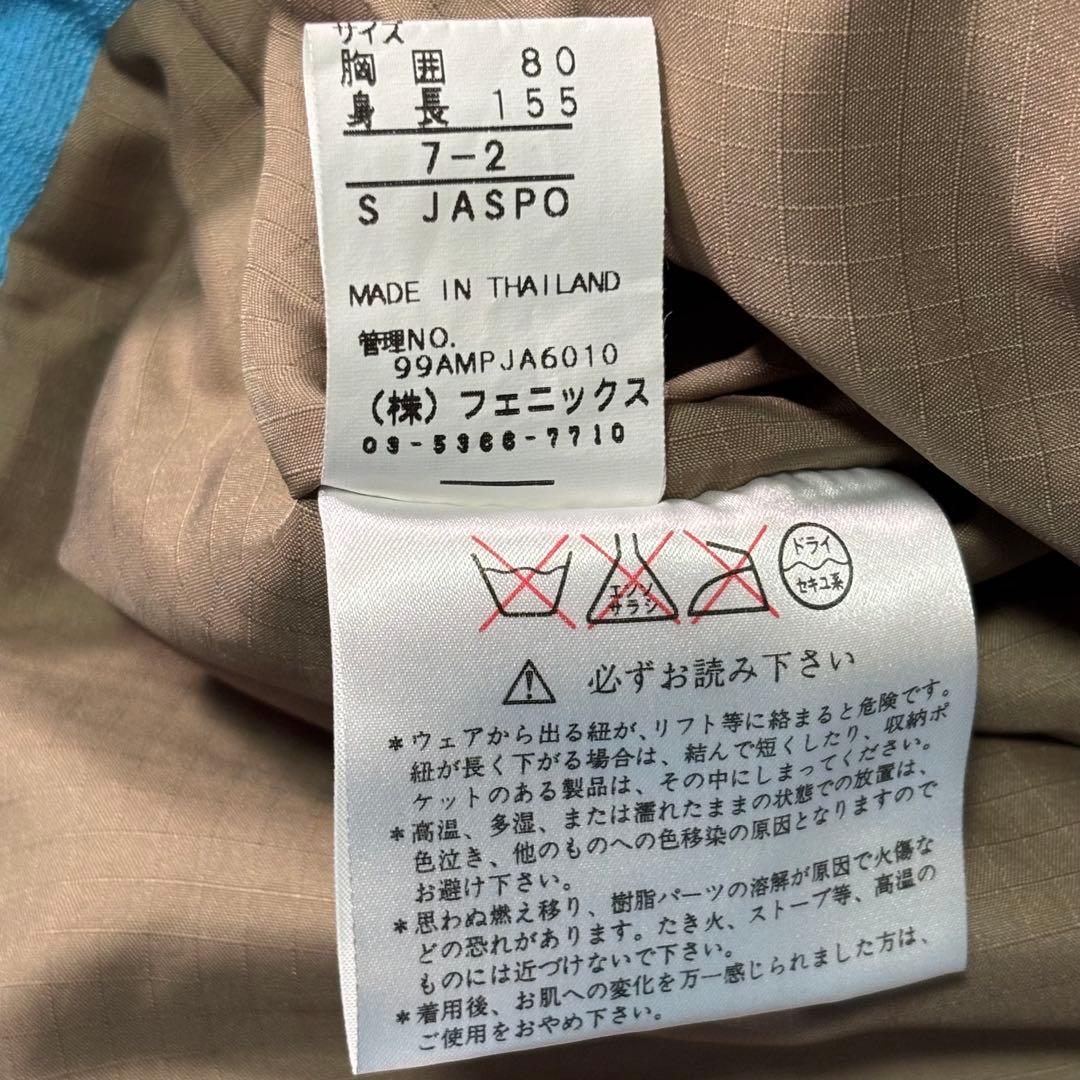 サイズ
胸囲 80
身長 155
7-2
S JASPO
MADE IN THAILAND
管理NO.
99AMPJA6010
(株)フェニックス
03-5366-7710
エンソ
サラシ
ドライ
セキユ系
必ずお読み下さい
*ウェアから出る紐が、リフト等に絡まると危険です。
紐が長く下がる場合は、結んで短くしたり、収納ポ
ケットのある製品は、その中にしまってください。
*高温、多湿、または濡れたままの状態での放置は、
色泣き、他のものへの色移染の原因となりますので
お避け下さい。
*思わぬ燃え移り、樹脂パーツの溶解が原因で火傷な
どの恐れがあります。たき火、ストーブ等、高温の
ものには近づけないで下さい。
*着用後、お肌への変化を万一感じられました方は、
ご使用をおやめ下さい。